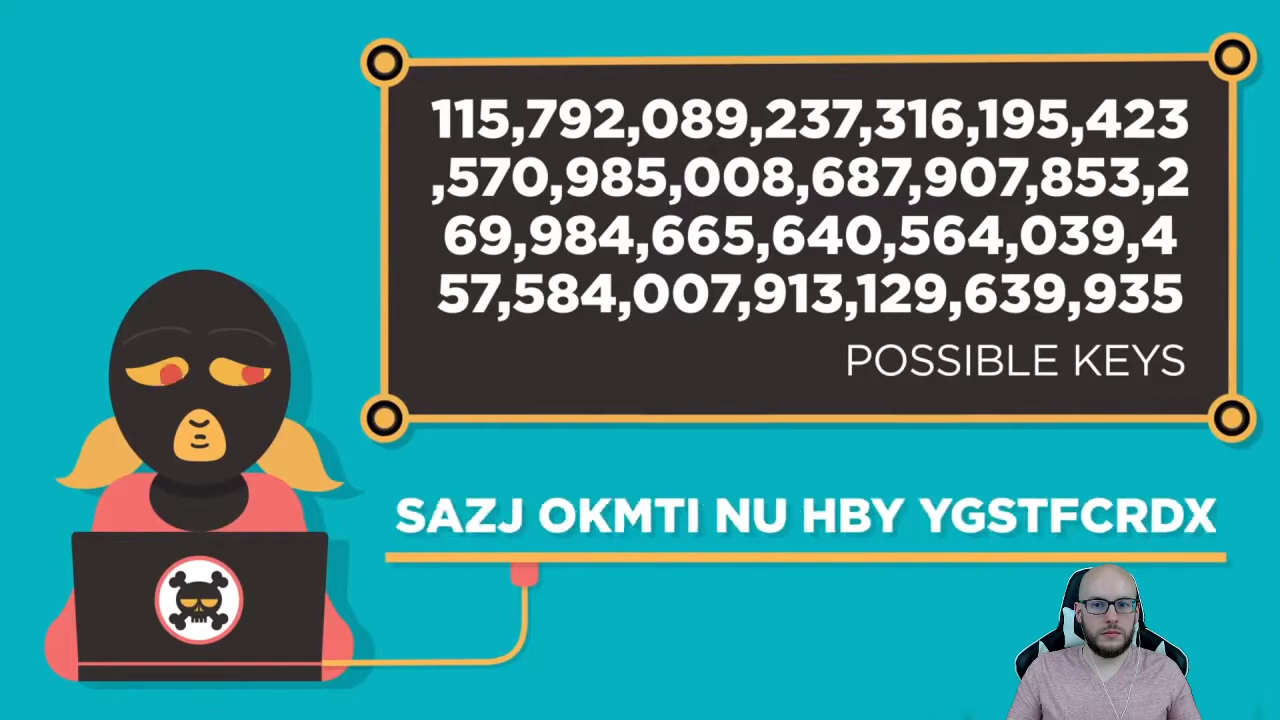 115,792,089,237,316,195,423
,570,985,008,687,907,853,2
69,984,665,640,564,039,4
57,584,007,913,129,639,935
POSSIBLE KEYS
SAZJ OKMTI NU HBY YGSTFCRDX